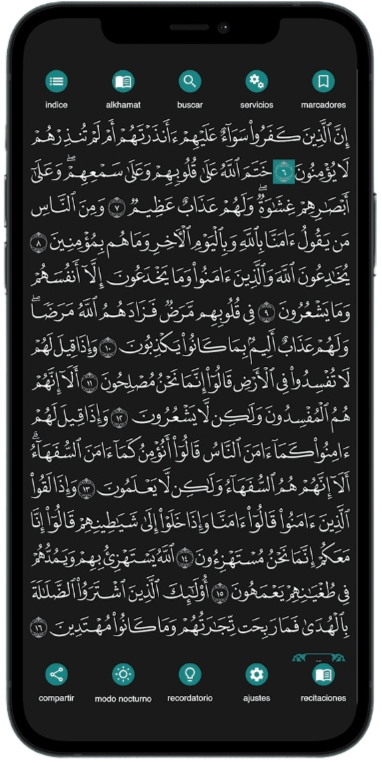 indice alkhamat buscar servicios marcadores
إِنَّ ٱلَّذِينَ كَفَرُوا۟ سَوَآءٌ عَلَيْهِمْ ءَأَنذَرْتَهُمْ أَمْ لَمْ تُنذِرْهُمْ
لَا يُؤْمِنُونَ ٦ خَتَمَ ٱللَّهُ عَلَىٰ قُلُوبِهِمْ وَعَلَىٰ سَمْعِهِمْ ۖ وَعَلَىٰٓ
أَبْصَٰرِهِمْ غِشَٰوَةٌ ۖ وَلَهُمْ عَذَابٌ عَظِيمٌ ٧ وَمِنَ ٱلنَّاسِ
مَن يَقُولُ ءَامَنَّا بِٱللَّهِ وَبِٱلْيَوْمِ ٱلْءَاخِرِ وَمَا هُم بِمُؤْمِنِينَ ٨
يُخَٰدِعُونَ ٱللَّهَ وَٱلَّذِينَ ءَامَنُوا۟ وَمَا يَخْدَعُونَ إِلَّآ أَنفُسَهُمْ
وَمَا يَشْعُرُونَ ٩ فِى قُلُوبِهِم مَّرَضٌ فَزَادَهُمُ ٱللَّهُ مَرَضًا ۖ
وَلَهُمْ عَذَابٌ أَلِيمٌۢ بِمَا كَانُوا۟ يَكْذِبُونَ ١٠ وَإِذَا قِيلَ لَهُمْ
لَا تُفْسِدُوا۟ فِى ٱلْأَرْضِ قَالُوٓا۟ إِنَّمَا نَحْنُ مُصْلِحُونَ ١١ أَلَآ إِنَّهُمْ
هُمُ ٱلْمُفْسِدُونَ وَلَٰكِن لَّا يَشْعُرُونَ ١٢ وَإِذَا قِيلَ لَهُمْ
ءَامِنُوا۟ كَمَآ ءَامَنَ ٱلنَّاسُ قَالُوٓا۟ أَنُؤْمِنُ كَمَآ ءَامَنَ ٱلسُّفَهَآءُ ۗ
أَلَآ إِنَّهُمْ هُمُ ٱلسُّفَهَآءُ وَلَٰكِن لَّا يَعْلَمُونَ ١٣ وَإِذَا لَقُوا۟
ٱلَّذِينَ ءَامَنُوا۟ قَالُوٓا۟ ءَامَنَّا وَإِذَا خَلَوْا۟ إِلَىٰ شَيَٰطِينِهِمْ قَالُوٓا۟ إِنَّا
مَعَكُمْ إِنَّمَا نَحْنُ مُسْتَهْزِءُونَ ١٤ ٱللَّهُ يَسْتَهْزِئُ بِهِمْ وَيَمُدُّهُمْ
فِى طُغْيَٰنِهِمْ يَعْمَهُونَ ١٥ أُو۟لَٰٓئِكَ ٱلَّذِينَ ٱشْتَرَوُا۟ ٱلضَّلَٰلَةَ
بِٱلْهُدَىٰ فَمَا رَبِحَت تِّجَٰرَتُهُمْ وَمَا كَانُوا۟ مُهْتَدِينَ ١٦
compartir modo nocturno recordatorio ajustes recitaciones